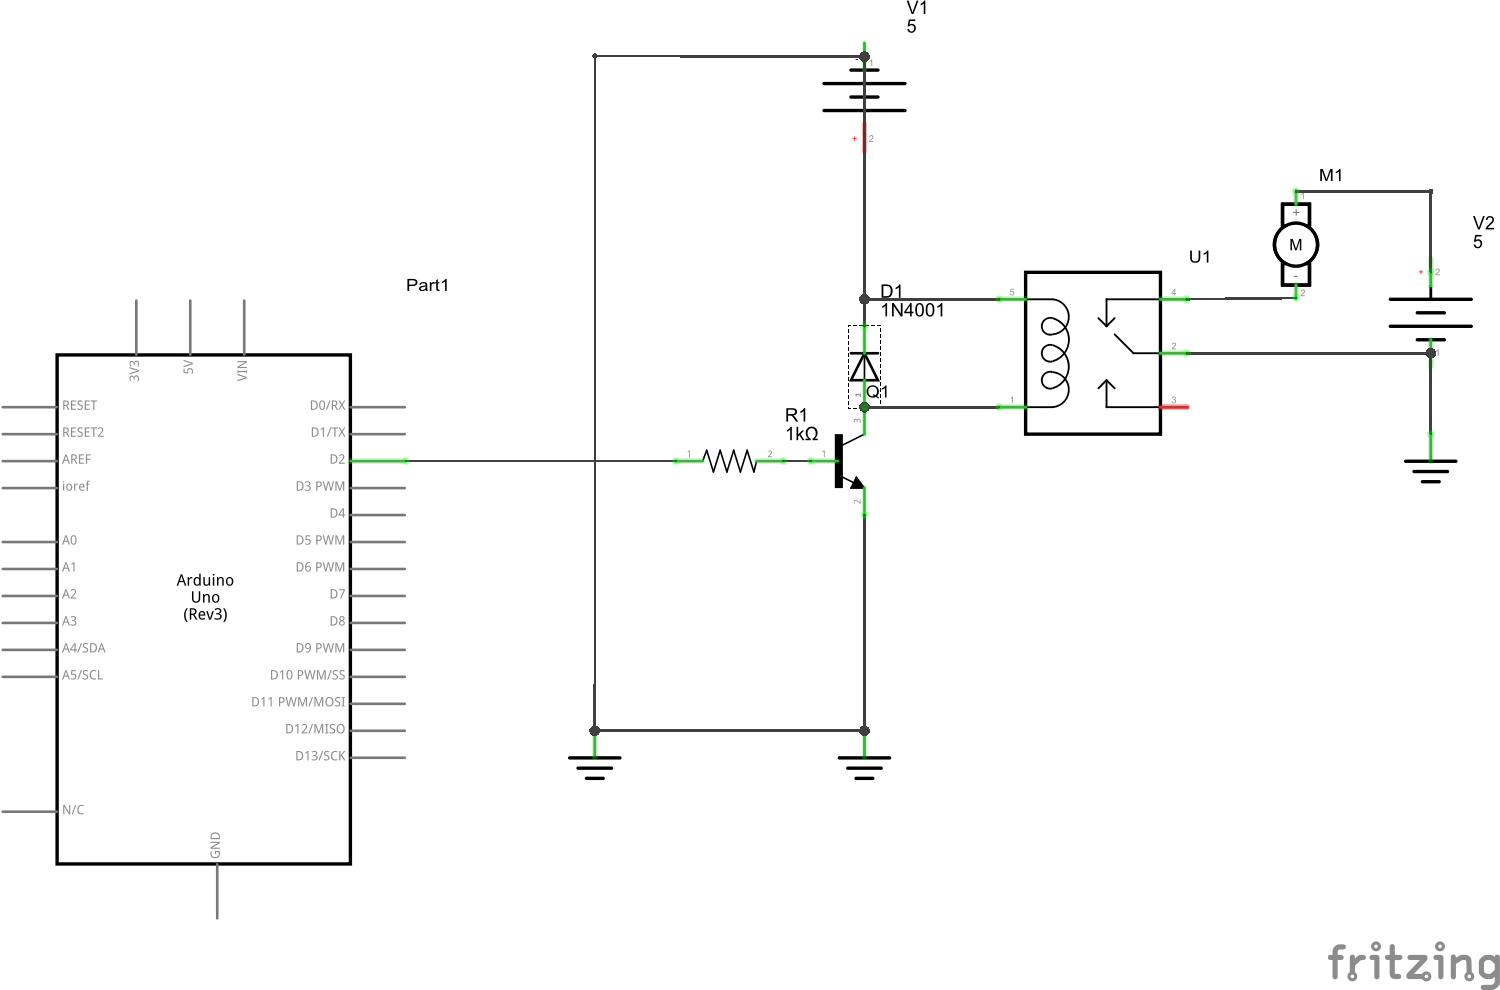 V1
5
1
+
2
M1
1
+
M
-
2
V2
5
+
2
1
U1
5
4
2
1
3
Part1
D1
1N4001
Q1
1
3
R1
1kΩ
1
2
1
2
3V3
5V
VIN
RESET
RESET2
AREF
ioref
A0
A1
A2
A3
A4/SDA
A5/SCL
N/C
D0/RX
D1/TX
D2
D3 PWM
D4
D5 PWM
D6 PWM
D7
D8
D9 PWM
D10 PWM/SS
D11 PWM/MOSI
D12/MISO
D13/SCK
Arduino
Uno
(Rev3)
GND
fritzing